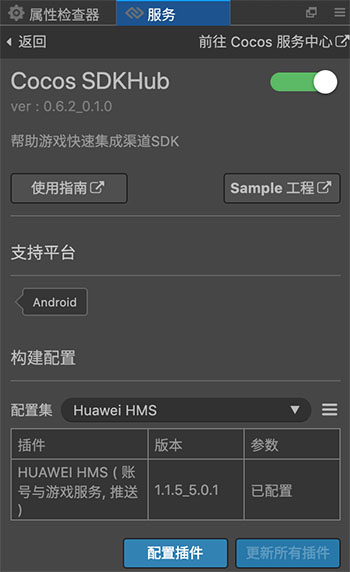 属性检查器 服务
返回 前往 Cocos 服务中心
Cocos SDKHub
ver : 0.6.2_0.1.0
帮助游戏快速集成渠道SDK
使用指南 Sample 工程
支持平台
Android
构建配置
配置集 Huawei HMS
插件 版本 参数
HUAWEI HMS ( 账
号与游戏服务, 推送 1.1.5_5.0.1 已配置
)
配置插件 更新所有插件